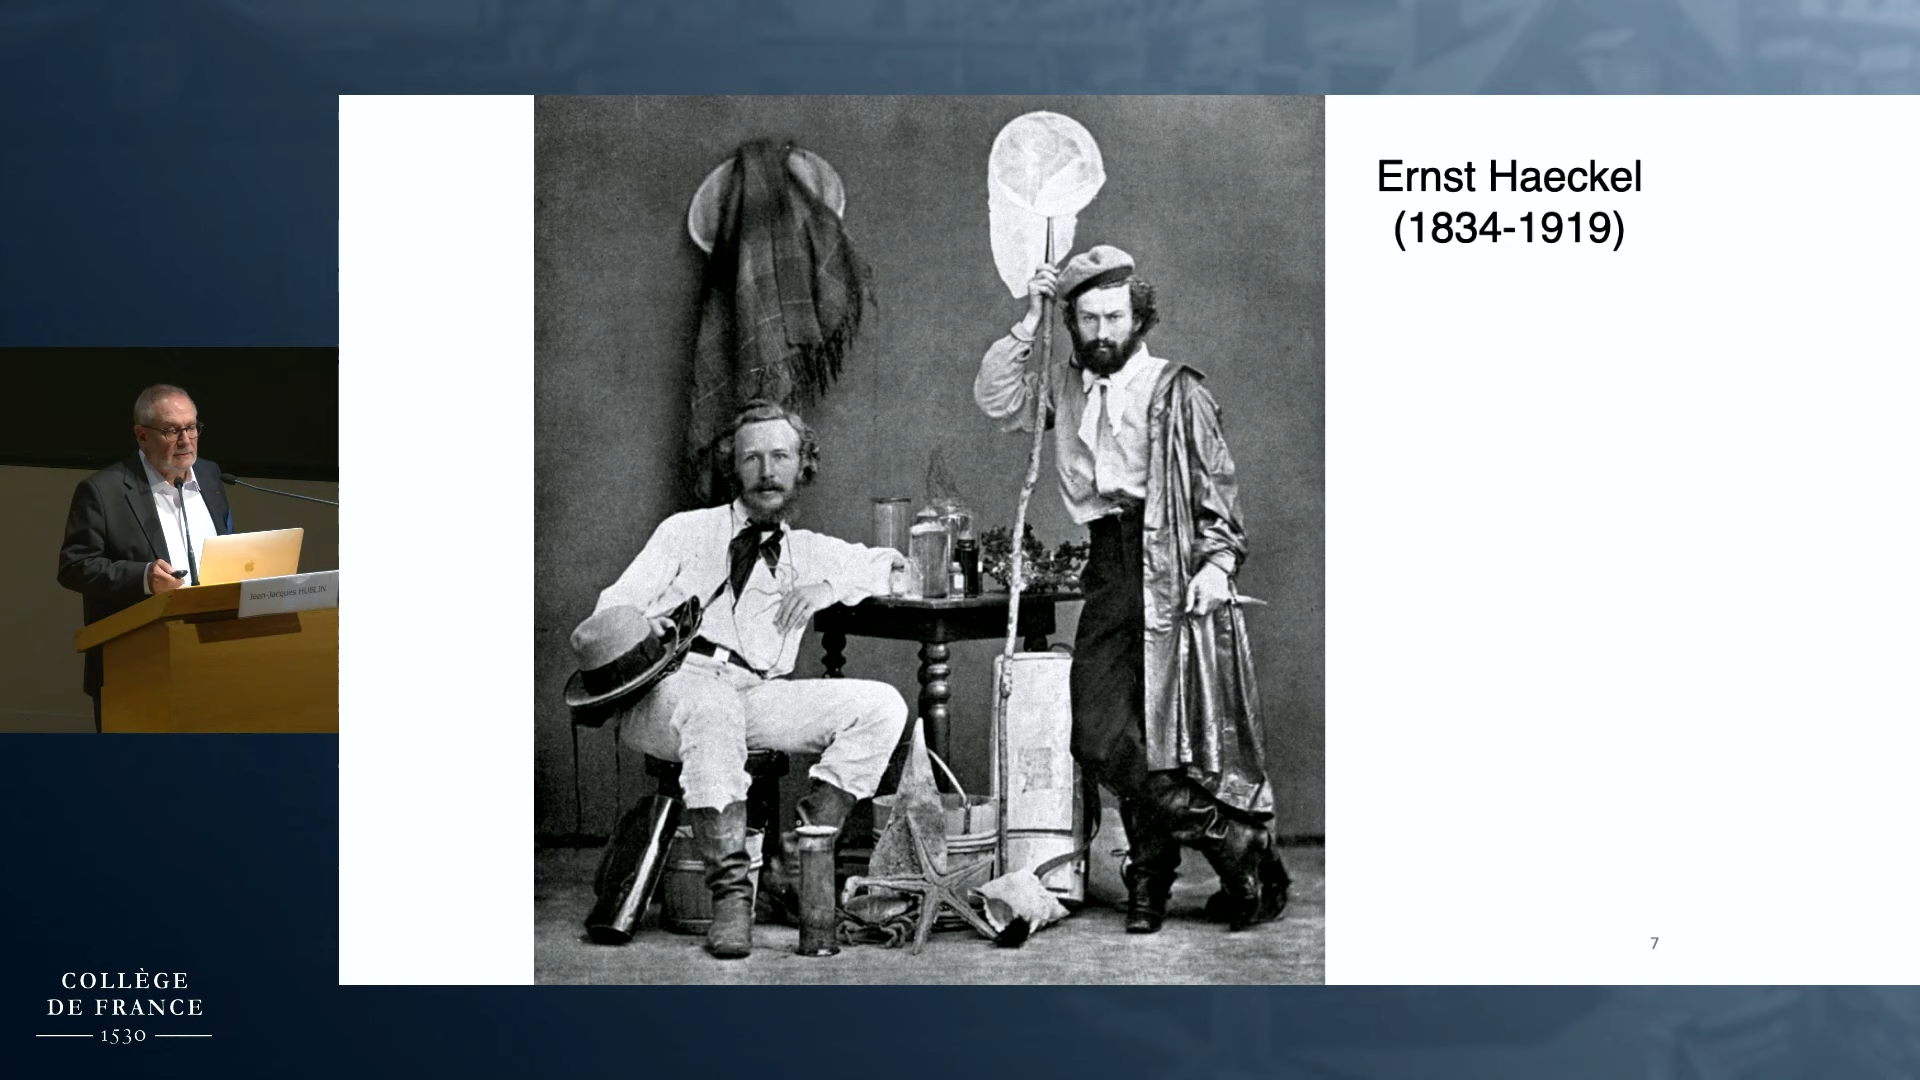 Ernst Haeckel
(1834-1919)
Jean-Jacques HUBLIN
7
COLLÈGE
DE FRANCE
1530